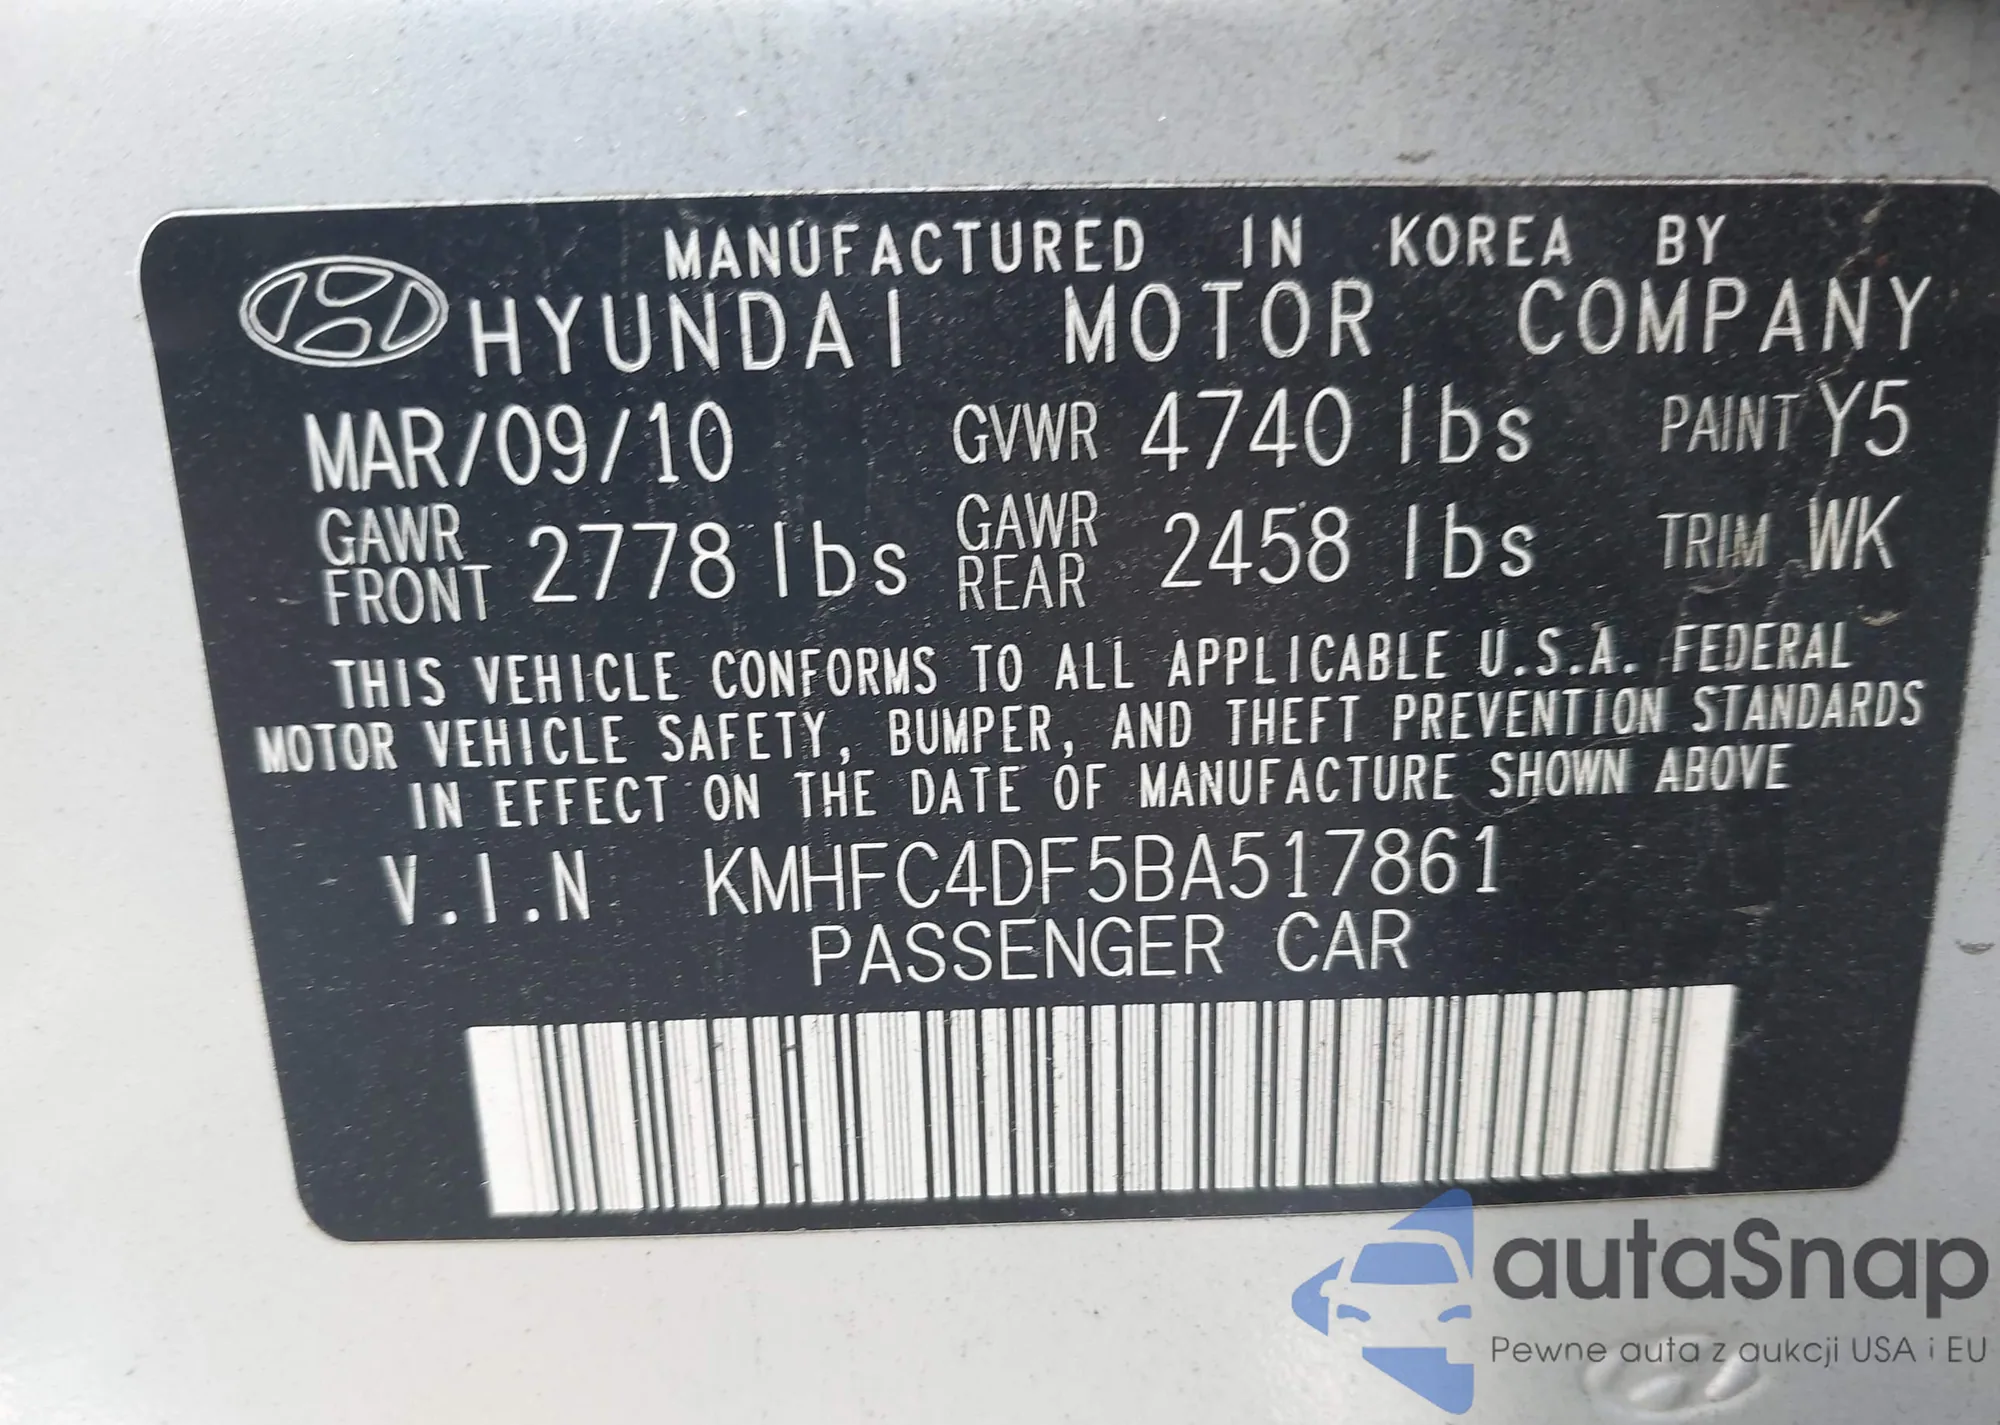 MANUFACTURED IN KOREA BY
HYUNDAI MOTOR COMPANY
MAR/09/10 GVWR 4740 lbs PAINT Y5
GAWR FRONT 2778 lbs GAWR REAR 2458 lbs TRIM WK
THIS VEHICLE CONFORMS TO ALL APPLICABLE U.S.A. FEDERAL
MOTOR VEHICLE SAFETY, BUMPER, AND THEFT PREVENTION STANDARDS
IN EFFECT ON THE DATE OF MANUFACTURE SHOWN ABOVE
V.I.N KMHFC4DF5BA517861
PASSENGER CAR
autaSnap
Pewne auta z aukcji USA i EU